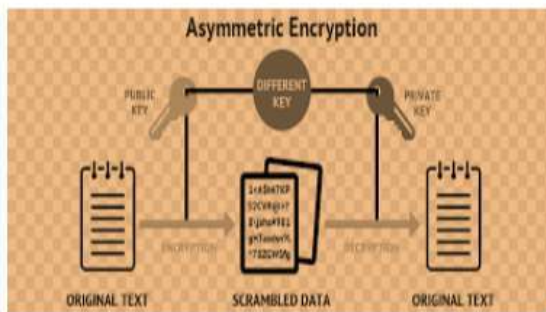 Asymmetric Encryption
PUBLIC
KEY
DIFFERENT
KEY
PRIVATE
KEY
ENCRYPTION
DECRYPTION
ORIGINAL TEXT
SCRAMBLED DATA
ORIGINAL TEXT